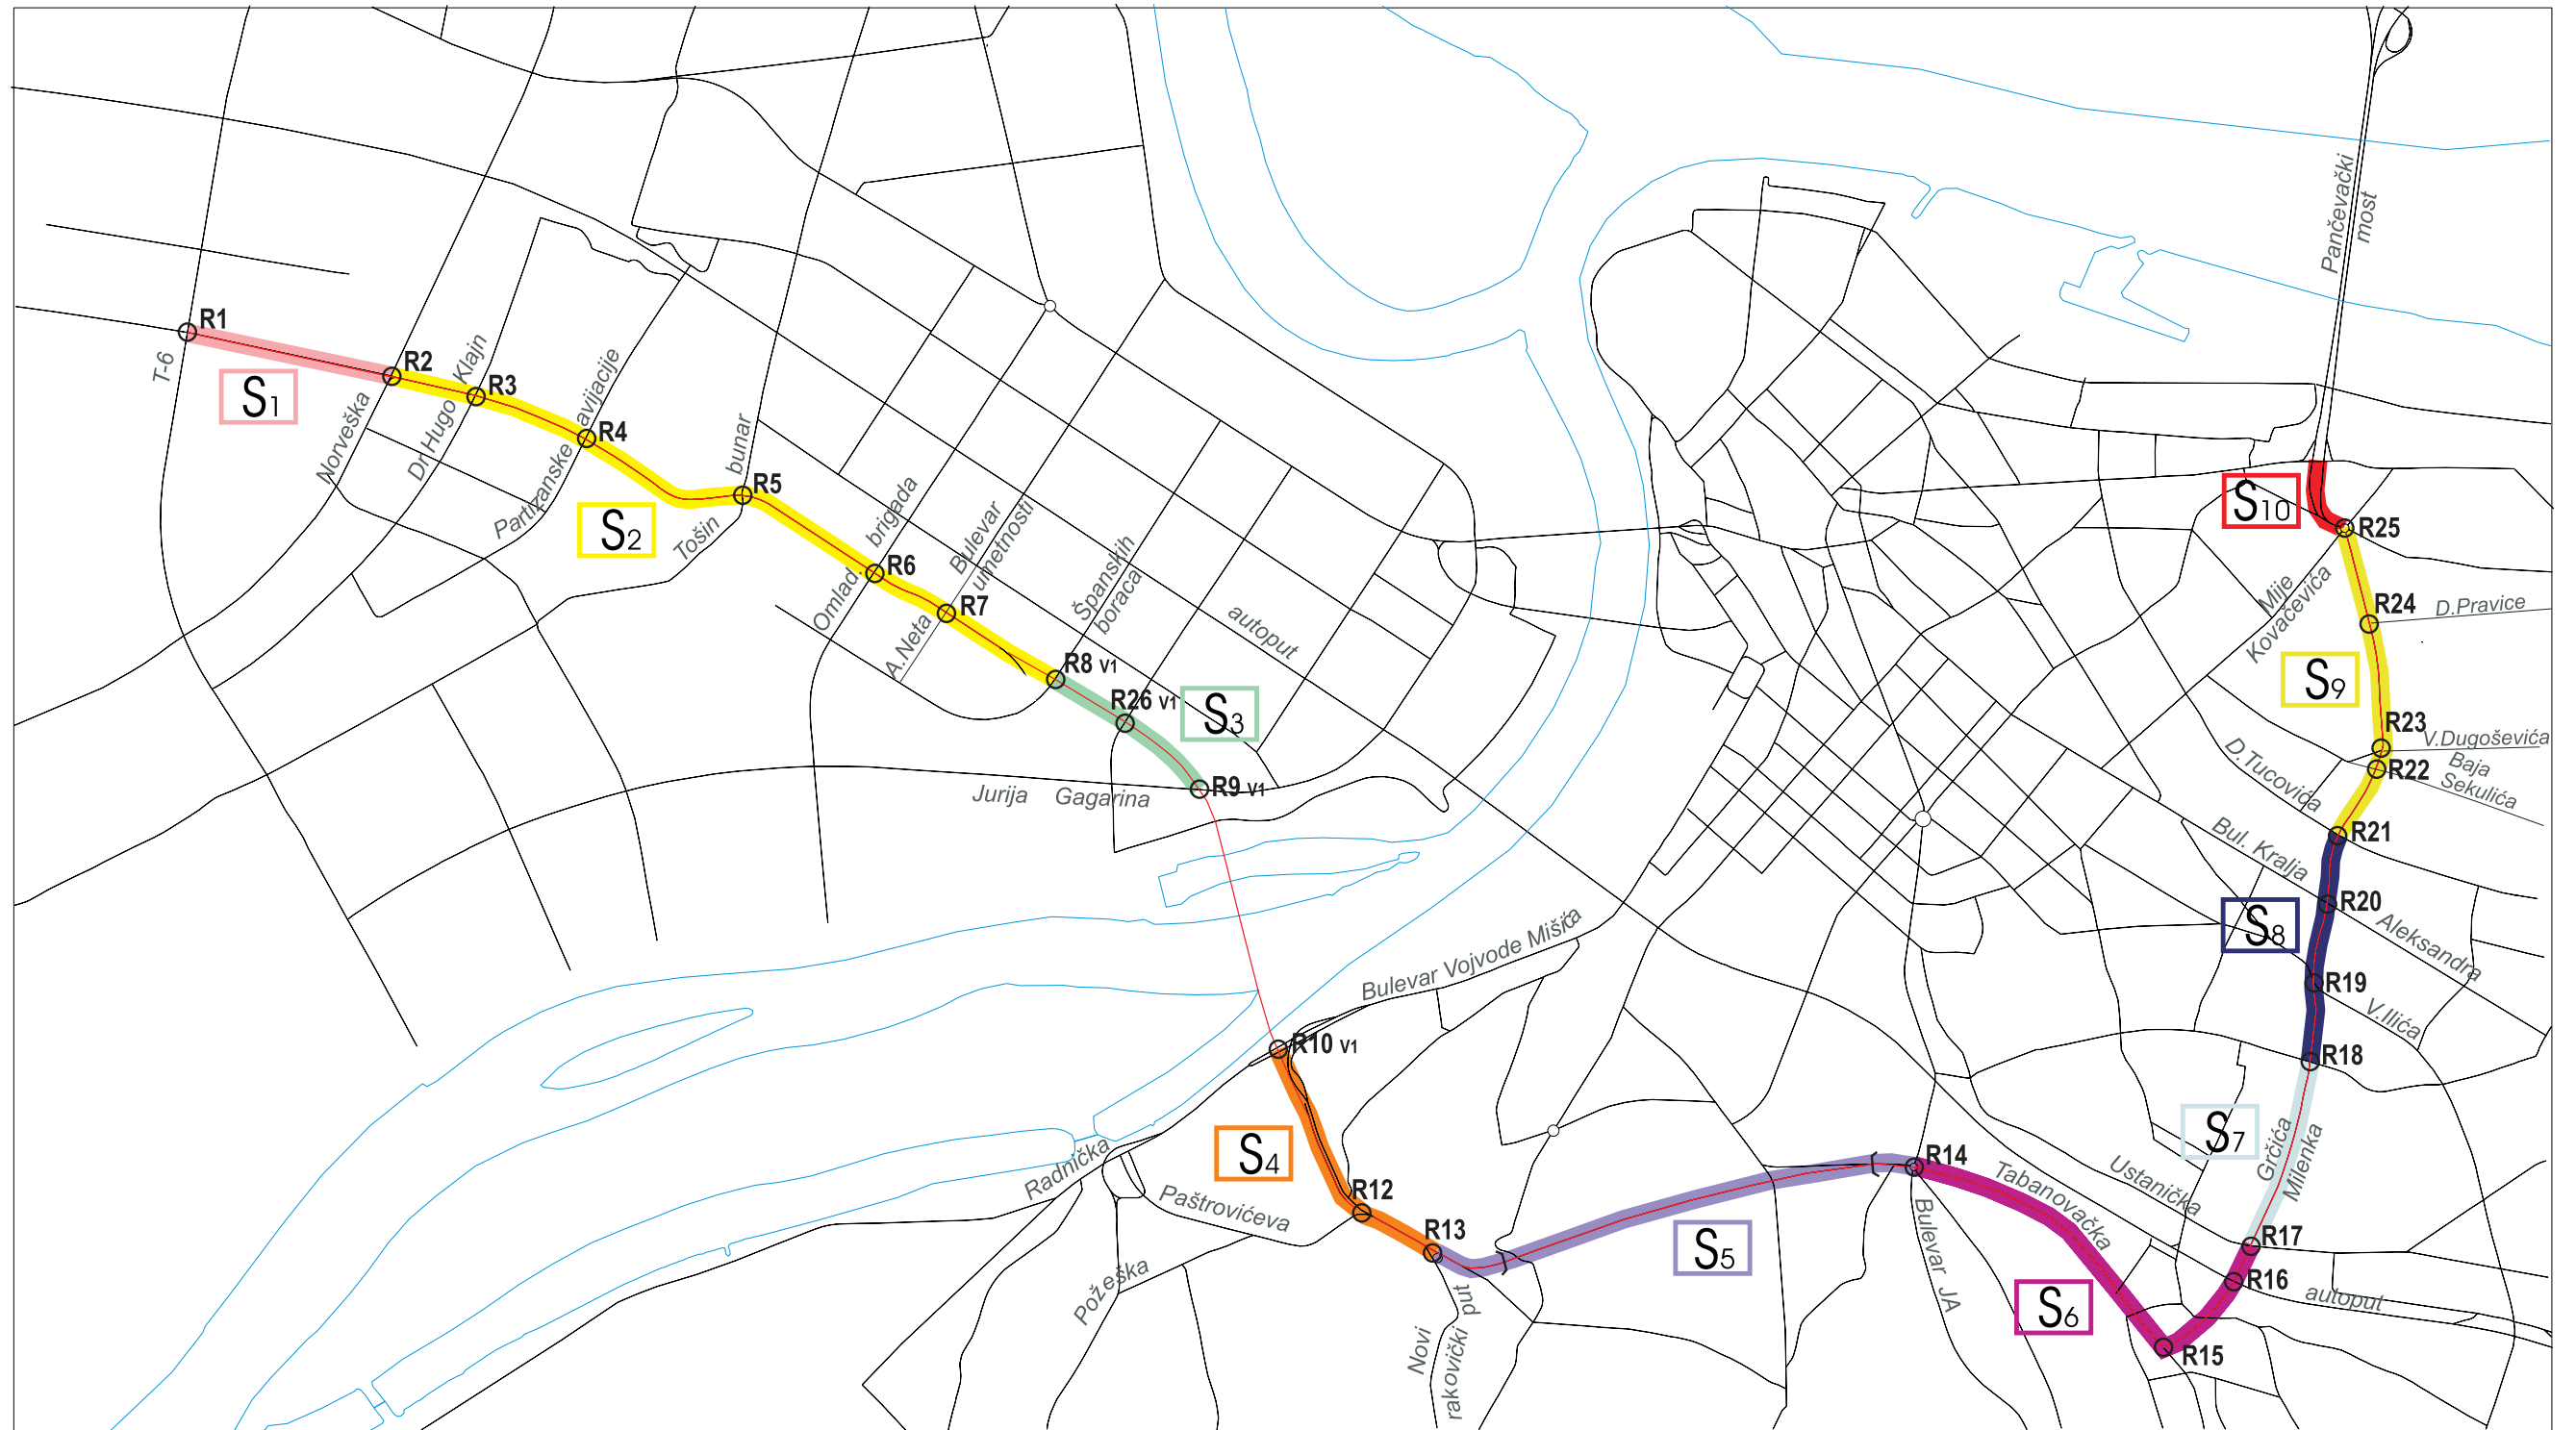 Pančevački
most
R1
T-6
S1
R2
Norveška
Dr Hugo Klajn
R3
Partizanske avijacije
R4
S2
Tošin bunar
R5
Omlad. brigada
R6
Bulevar
umetnosti
A.Neta
R7
Španskih
boraca
R8 V1
R26 V1
S3
R9 V1
autoput
Jurija Gagarina
S10
R25
Mije
Kovačevića
R24
D.Pravice
S9
R23
V.Dugoševića
R22
Baja
Sekulića
D.Tucovića
R21
Bul. Kralja Aleksandra
R20
S8
R19
V.Ilića
R18
Bulevar Vojvode Mišića
R10 V1
Radnička
S4
Paštrovićeva
Požeška
R12
R13
Novi
rakovički put
S5
R14
Bulevar JA
Tabanovačka
Ustanička
S7
Grčića
Milenka
R17
R16
autoput
S6
R15